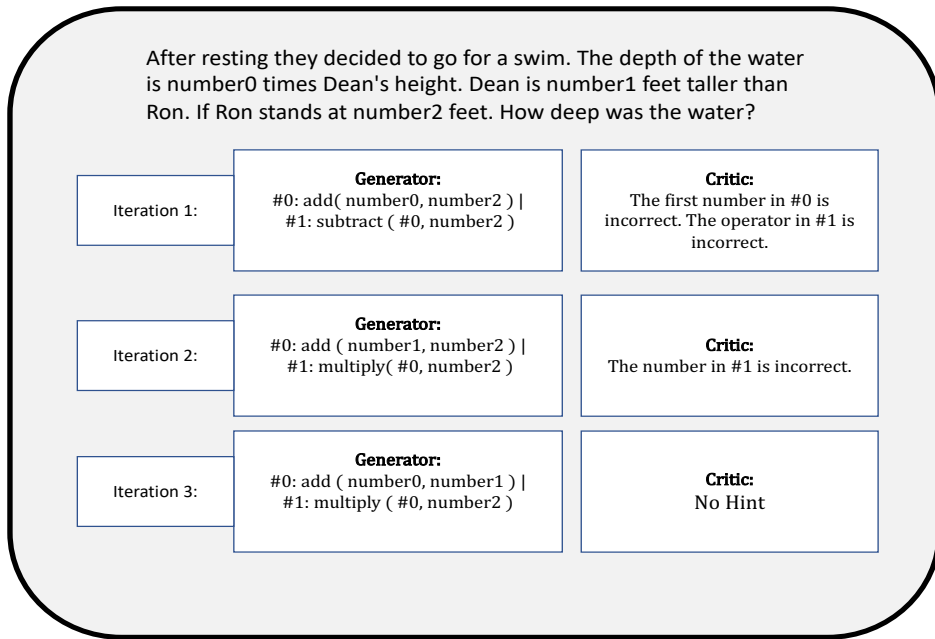 After resting they decided to go for a swim. The depth of the water
is number0 times Dean's height. Dean is number1 feet taller than
Ron. If Ron stands at number2 feet. How deep was the water?
Iteration 1:
Generator:
#0: add( number0, number2 ) |
#1: subtract ( #0, number2 )
Critic:
The first number in #0 is
incorrect. The operator in #1 is
incorrect.
Iteration 2:
Generator:
#0: add ( number1, number2 ) |
#1: multiply( #0, number2 )
Critic:
The number in #1 is incorrect.
Iteration 3:
Generator:
#0: add ( number0, number1 ) |
#1: multiply ( #0, number2 )
Critic:
No Hint